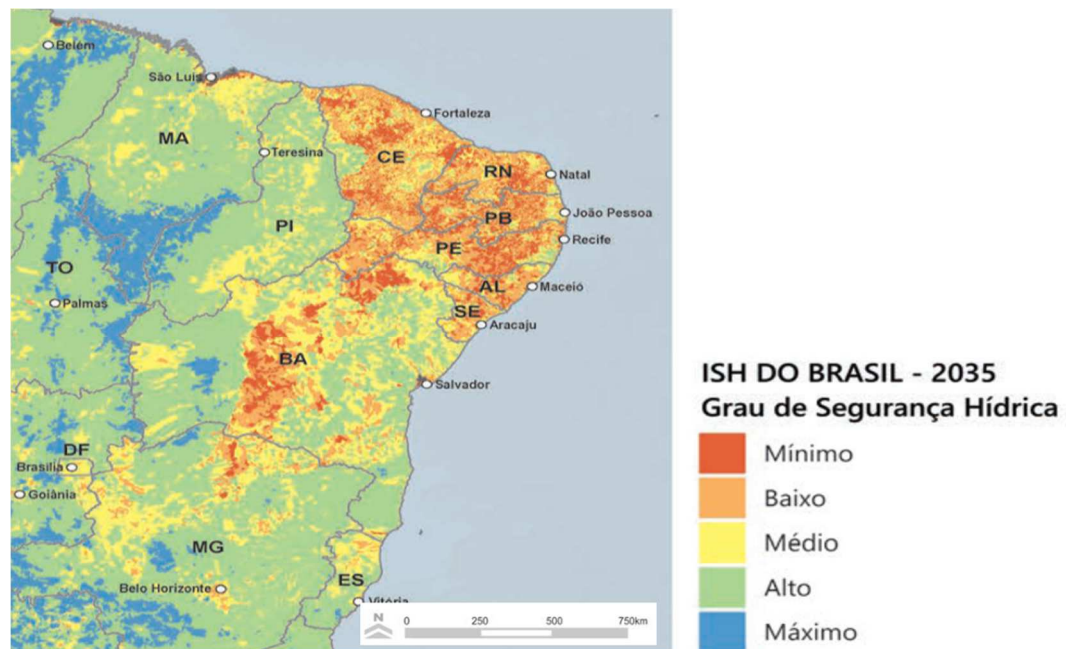 Belém
São Luís
Fortaleza
MA
Teresina
CE
RN
Natal
PI
PB
João Pessoa
PE
Recife
TO
AL
Maceió
Palmas
SE
Aracaju
BA
Salvador
ISH DO BRASIL - 2035
Grau de Segurança Hídrica
DF
Mínimo
Brasília
Baixo
Goiânia
Médio
MG
Alto
ES
Belo Horizonte
Vitória
N
0 250 500 750km
Máximo